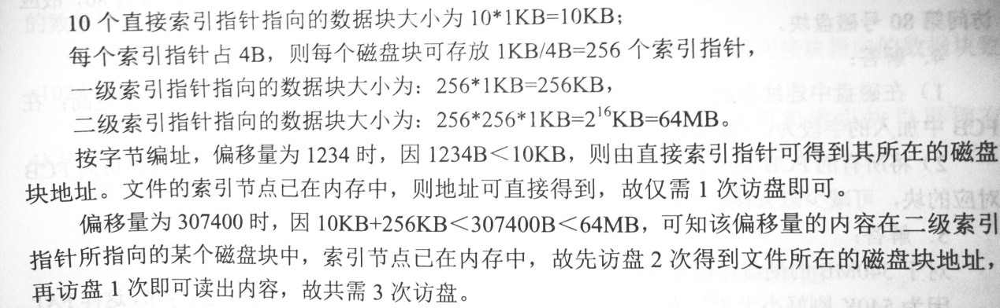 10 个直接索引指针指向的数据块大小为 10*1KB=10KB；
每个索引指针占 4B，则每个磁盘块可存放 1KB/4B=256 个索引指针，
一级索引指针指向的数据块大小为：256*1KB=256KB，
二级索引指针指向的数据块大小为：256*256*1KB=2¹⁶KB=64MB。
按字节编址，偏移量为 1234 时，因 1234B＜10KB，则由直接索引指针可得到其所在的磁盘
块地址。文件的索引节点已在内存中，则地址可直接得到，故仅需 1 次访盘即可。
偏移量为 307400 时，因 10KB+256KB＜307400B＜64MB，可知该偏移量的内容在二级索引
指针所指向的某个磁盘块中，索引节点已在内存中，故先访盘 2 次得到文件所在的磁盘块地址，
再访盘 1 次即可读出内容，故共需 3 次访盘。